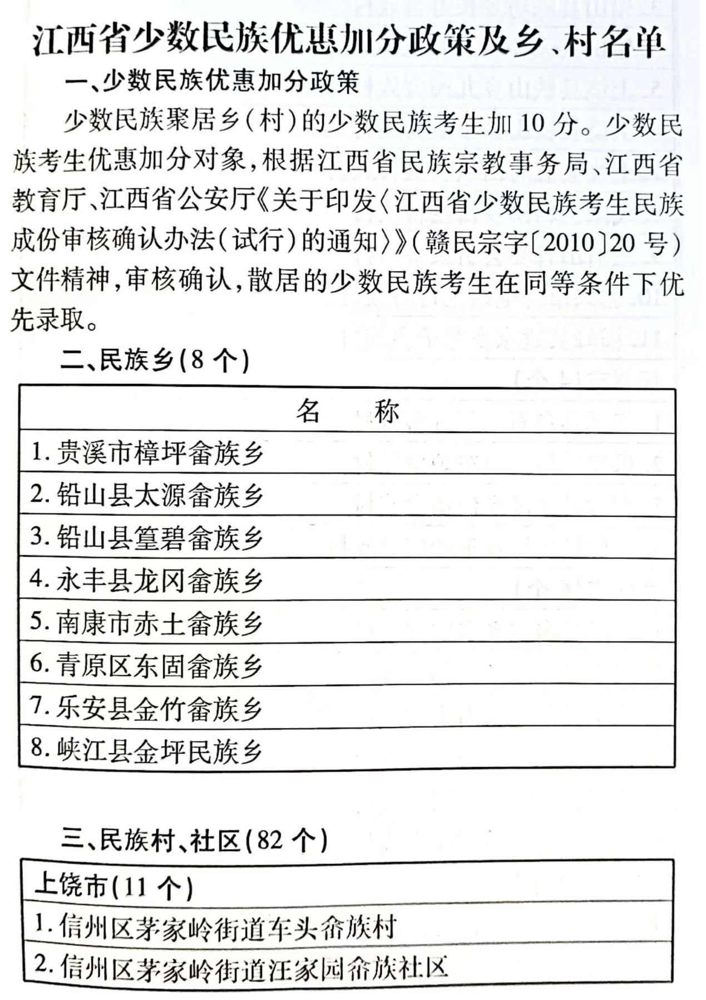 江西省少数民族优惠加分政策及乡、村名单
一、少数民族优惠加分政策
少数民族聚居乡(村)的少数民族考生加 10 分。少数民
族考生优惠加分对象,根据江西省民族宗教事务局、江西省
教育厅、江西省公安厅《关于印发〈江西省少数民族考生民族
成份审核确认办法(试行)的通知〉》(赣民宗字〔2010〕20 号)
文件精神,审核确认,散居的少数民族考生在同等条件下优
先录取。
二、民族乡(8 个)
名 称
1. 贵溪市樟坪畲族乡
2. 铅山县太源畲族乡
3. 铅山县篁碧畲族乡
4. 永丰县龙冈畲族乡
5. 南康市赤土畲族乡
6. 青原区东固畲族乡
7. 乐安县金竹畲族乡
8. 峡江县金坪民族乡
三、民族村、社区(82 个)
上饶市(11 个)
1. 信州区茅家岭街道车头畲族村
2. 信州区茅家岭街道汪家园畲族社区